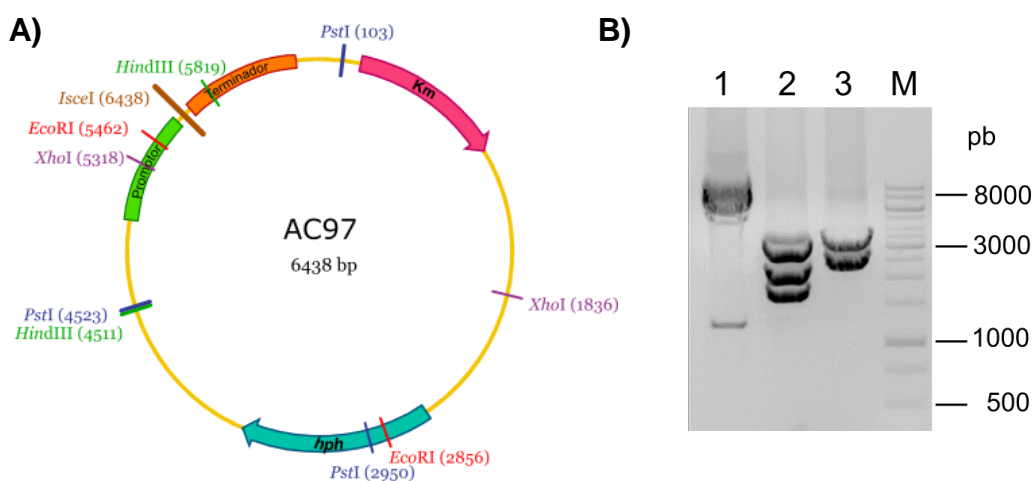 A)
PstI (103)
HindIII (5819)
Terminador
Km
IsceI (6438)
EcoRI (5462)
XhoI (5318)
Promotor
AC97
6438 bp
XhoI (1836)
PstI (4523)
HindIII (4511)
hph
EcoRI (2856)
PstI (2950)
B)
1 2 3 M
pb
8000
3000
1000
500